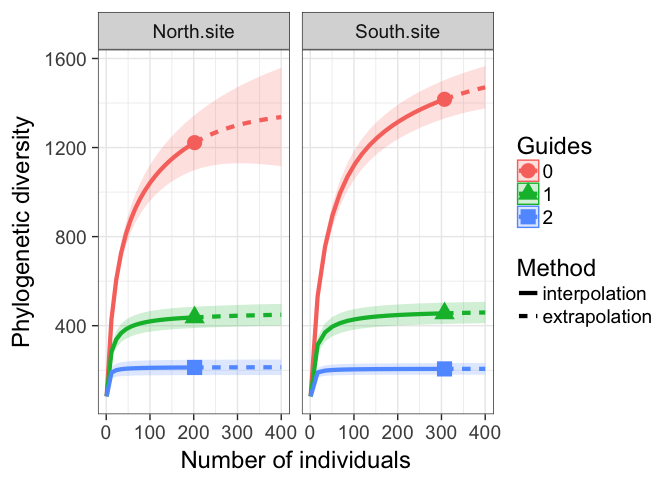 North.site South.site
1600
1200
800
400
Phylogenetic diversity
0 100 200 300 400 0 100 200 300 400
Number of individuals
Guides
0
1
2
Method
interpolation
extrapolation